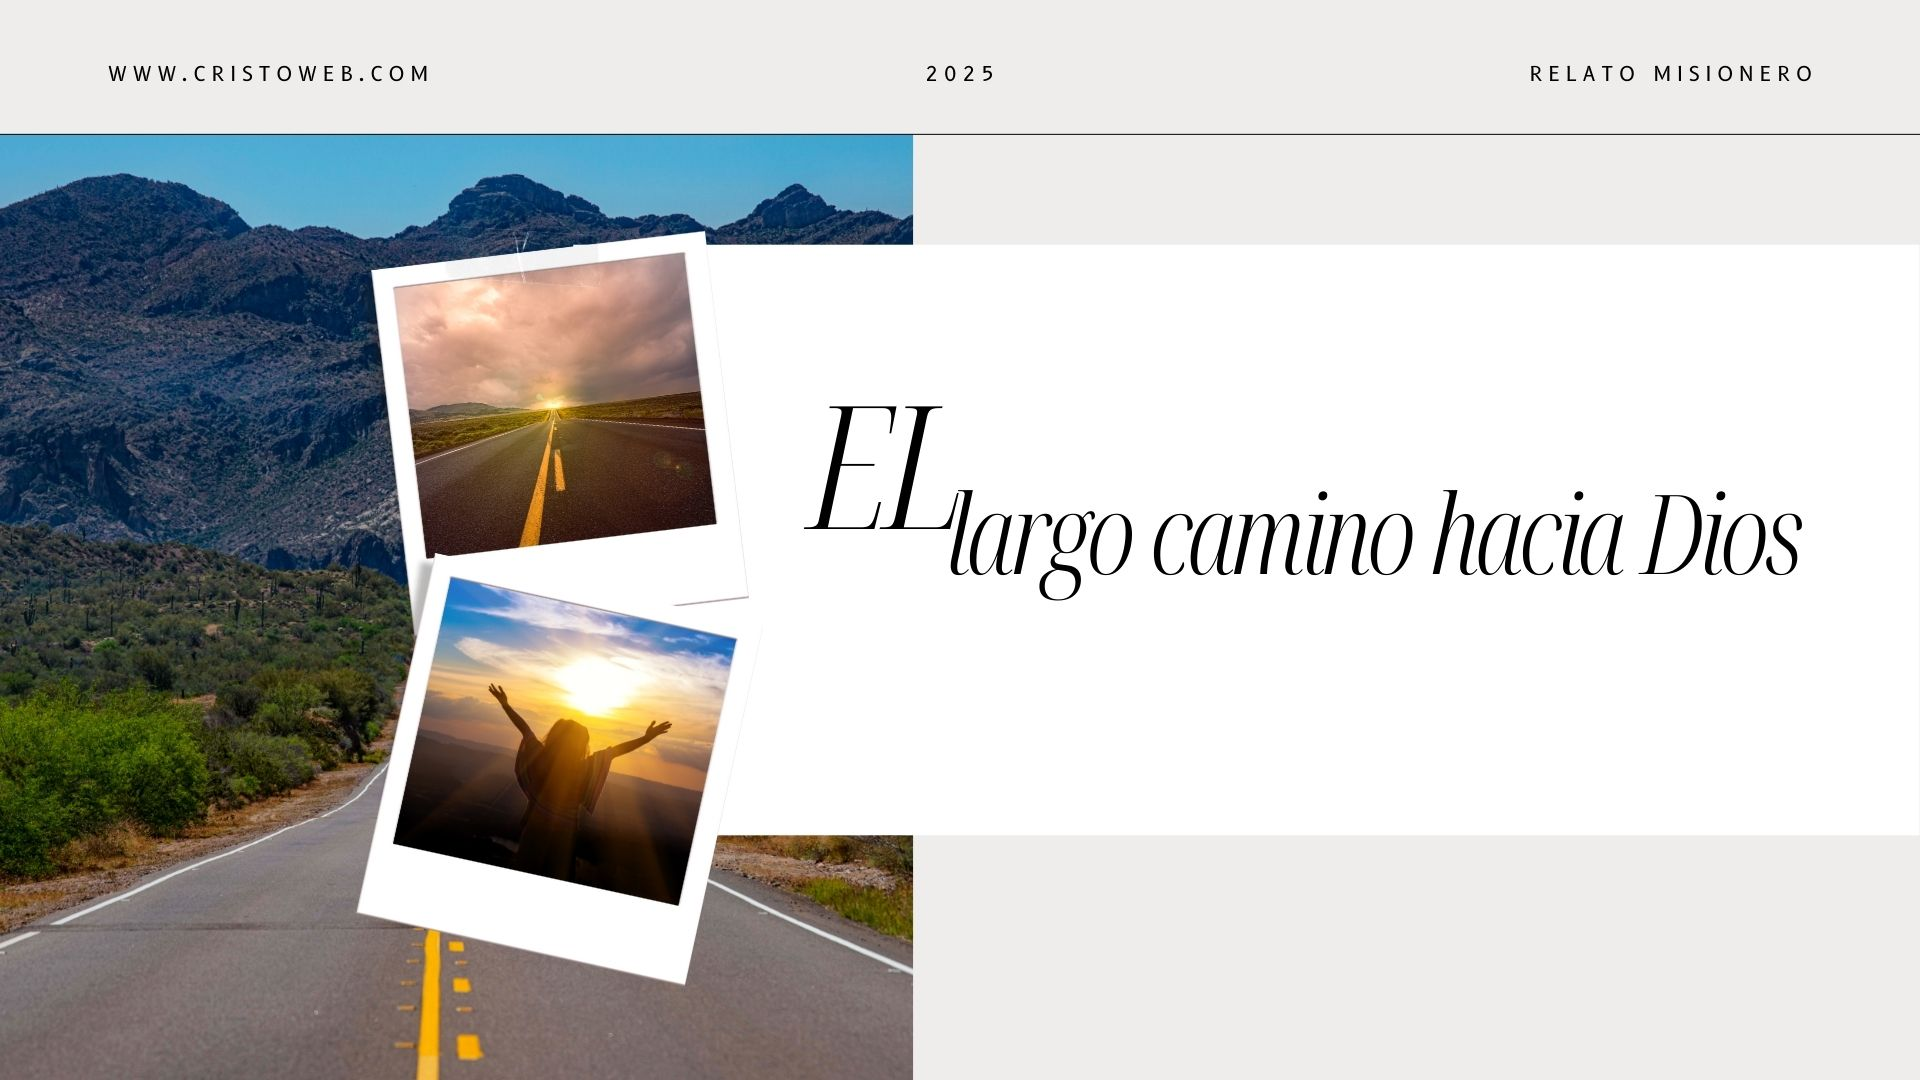 WWW.CRISTOWEB.COM
2025
RELATO MISIONERO
EL largo camino hacia Dios